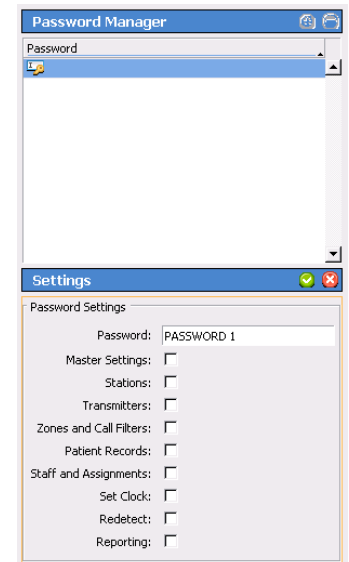 Password Manager
Password
Settings
Password Settings
Password: PASSWORD 1
Master Settings:
Stations:
Transmitters:
Zones and Call Filters:
Patient Records:
Staff and Assignments:
Set Clock:
Redetect:
Reporting: